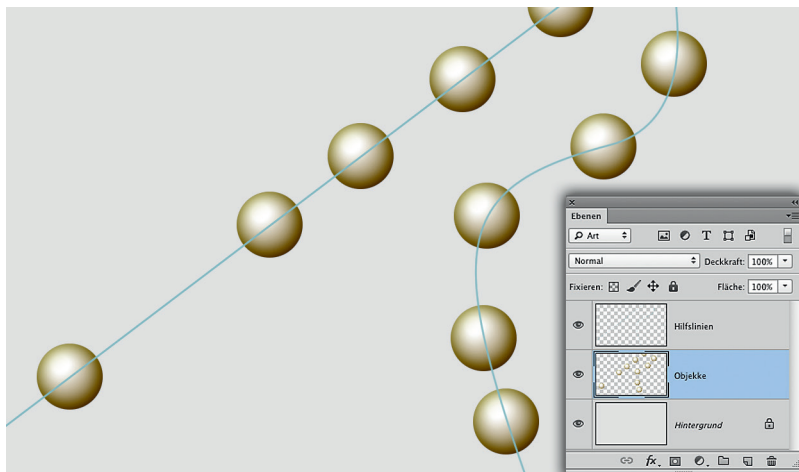 Ebenen
Art
T
Normal Deckkraft: 100%
Fixieren: Fläche: 100%
Hilfslinien
Objekke
Hintergrund
fx